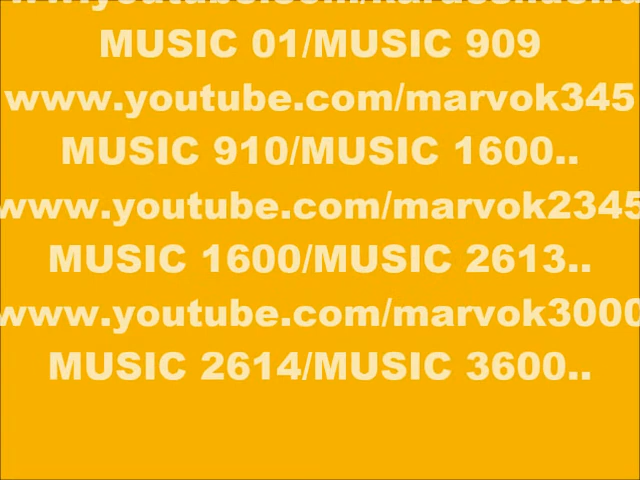 MUSIC 01/MUSIC 909
www.youtube.com/marvok345
MUSIC 910/MUSIC 1600..
www.youtube.com/marvok2345
MUSIC 1600/MUSIC 2613..
www.youtube.com/marvok3000
MUSIC 2614/MUSIC 3600..